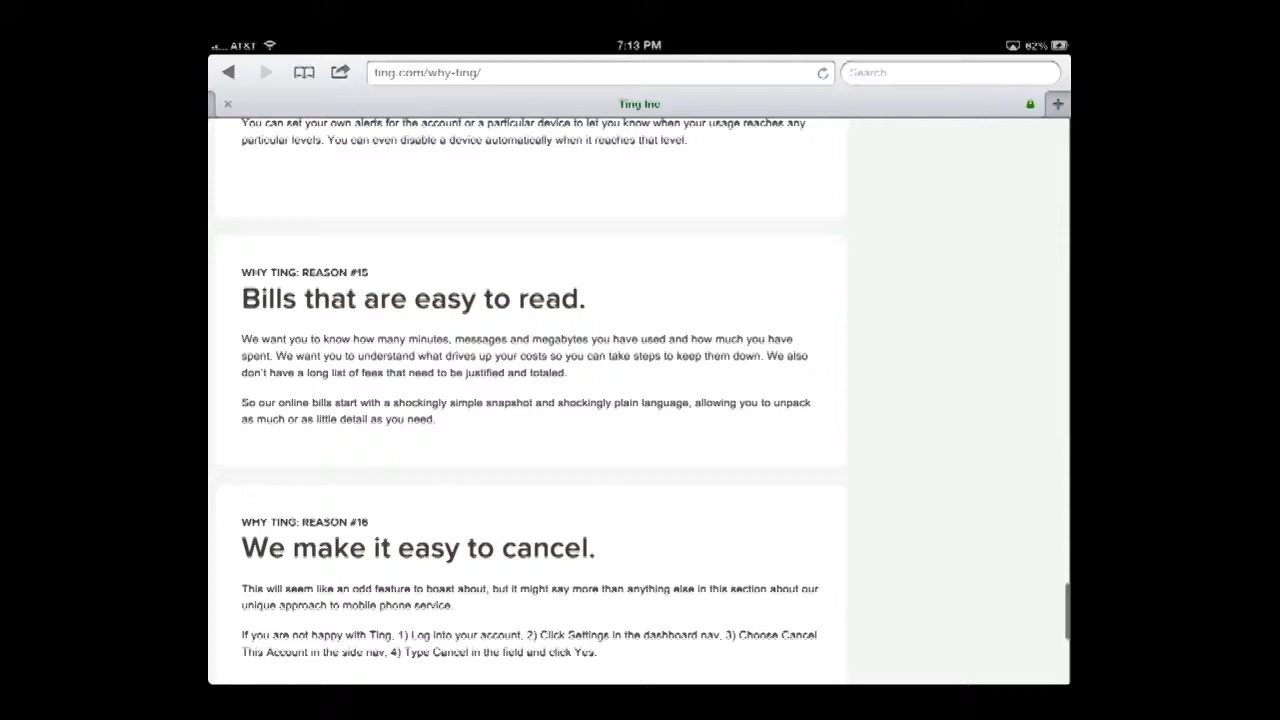 AT&T
7:13 PM
62%
ting.com/why-ting/
Search
Ting Inc
You can set your own alerts for the account or a particular device to let you know when your usage reaches any
particular levels. You can even disable a device automatically when it reaches that level.
WHY TING: REASON #15
Bills that are easy to read.
We want you to know how many minutes, messages and megabytes you have used and how much you have
spent. We want you to understand what drives up your costs so you can take steps to keep them down. We also
don't have a long list of fees that need to be justified and totaled.
So our online bills start with a shockingly simple snapshot and shockingly plain language, allowing you to unpack
as much or as little detail as you need.
WHY TING: REASON #16
We make it easy to cancel.
This will seem like an odd feature to boast about, but it might say more than anything else in this section about our
unique approach to mobile phone service.
If you are not happy with Ting, 1) Log into your account, 2) Click Settings in the dashboard nav, 3) Choose Cancel
This Account in the side nav, 4) Type Cancel in the field and click Yes.